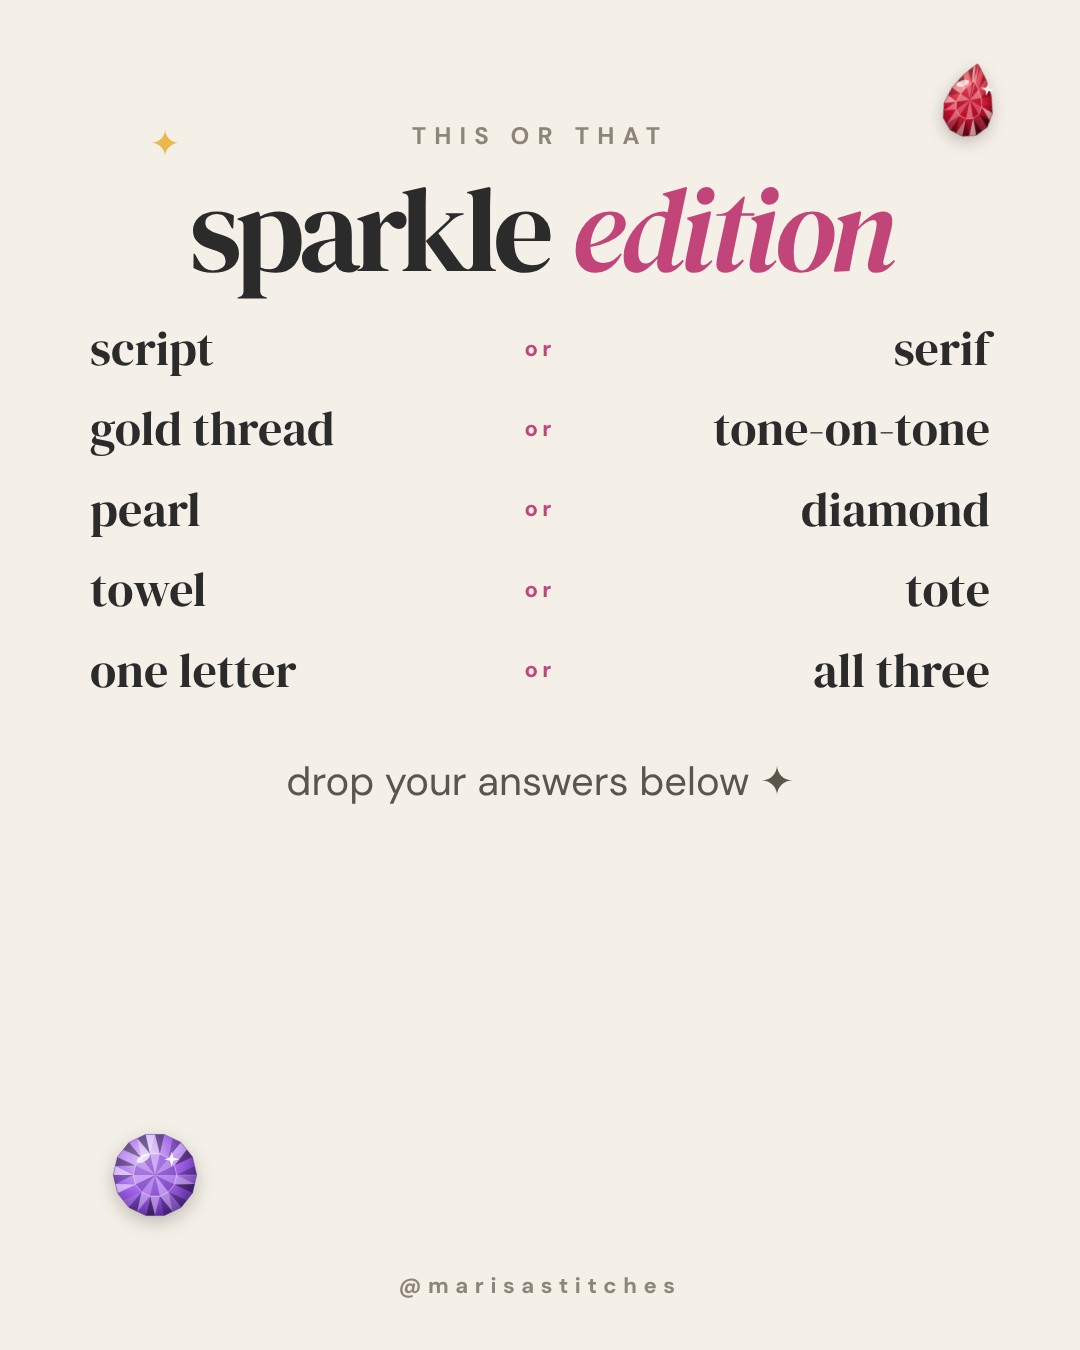 THIS OR THAT
sparkle edition
script or serif
gold thread or tone-on-tone
pearl or diamond
towel or tote
one letter or all three
drop your answers below ✦
@marisastitches